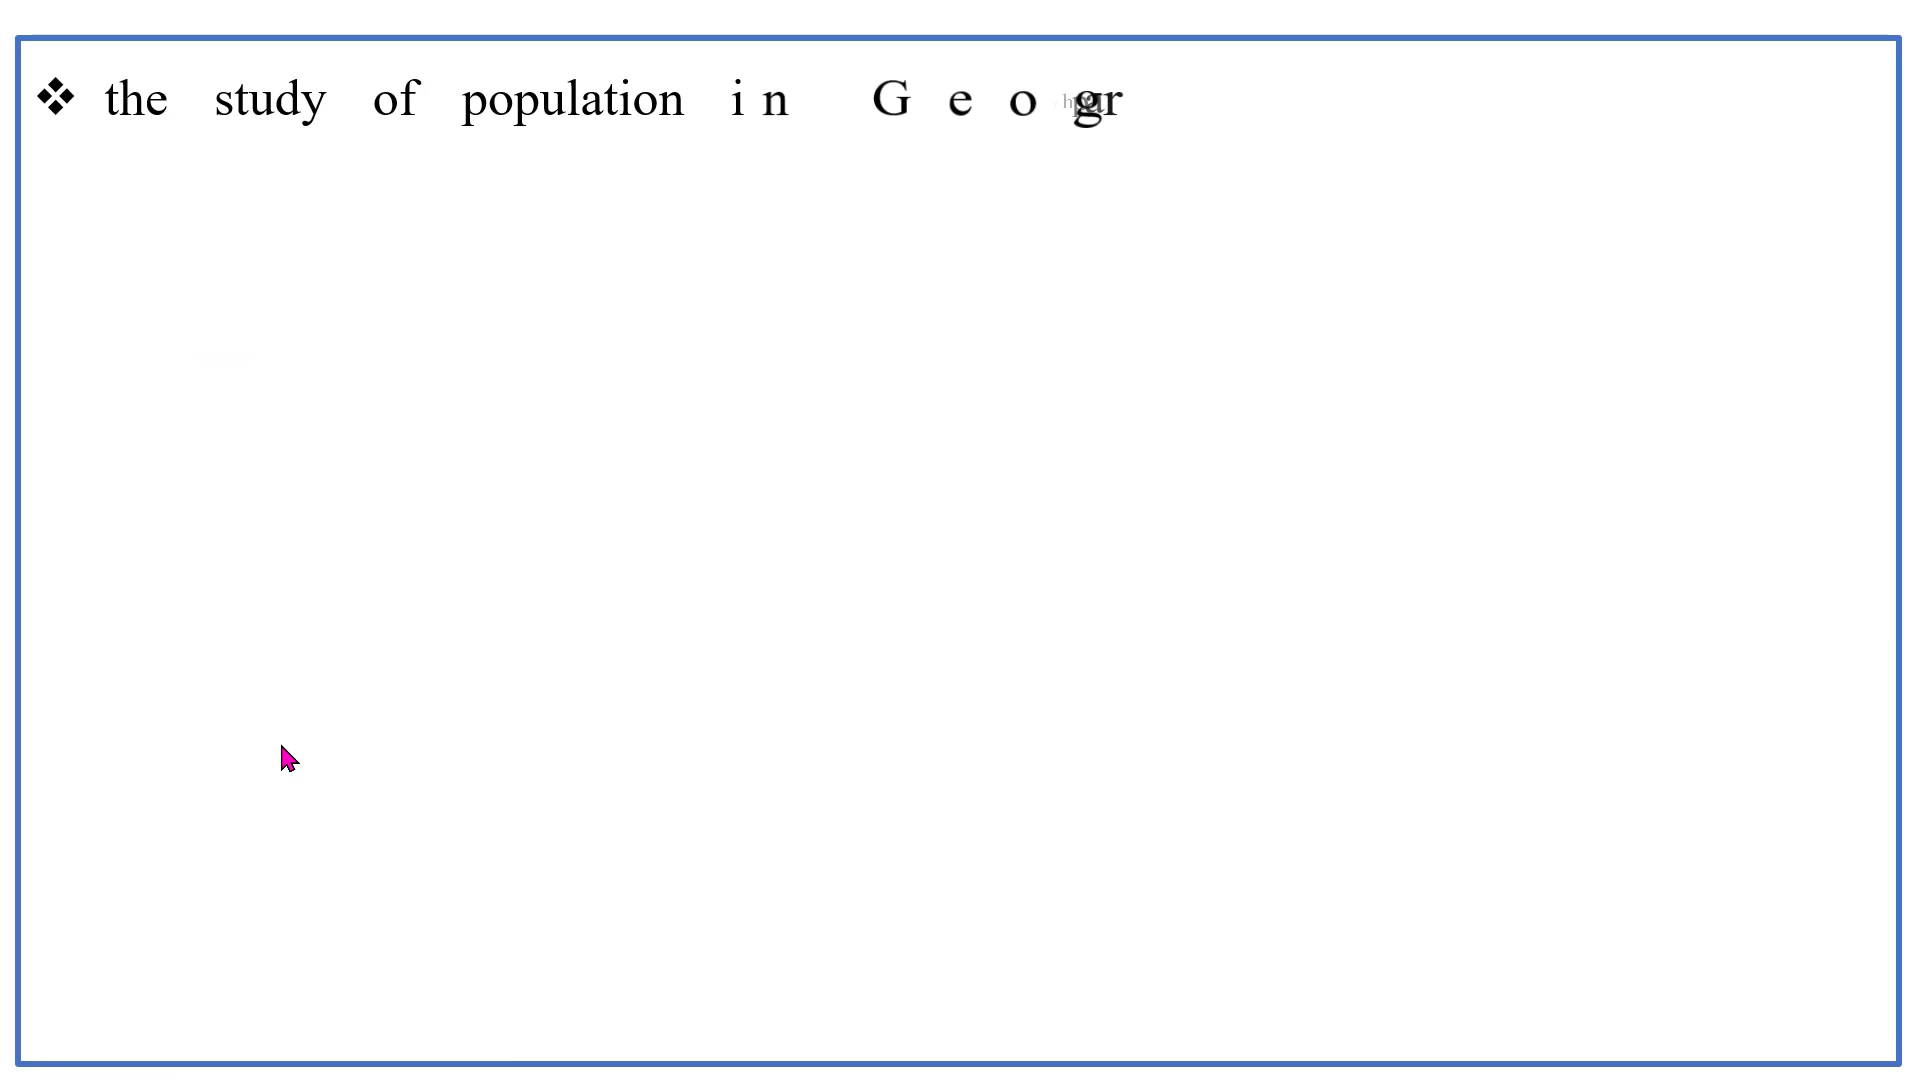 ❖ the study of population in Geogr